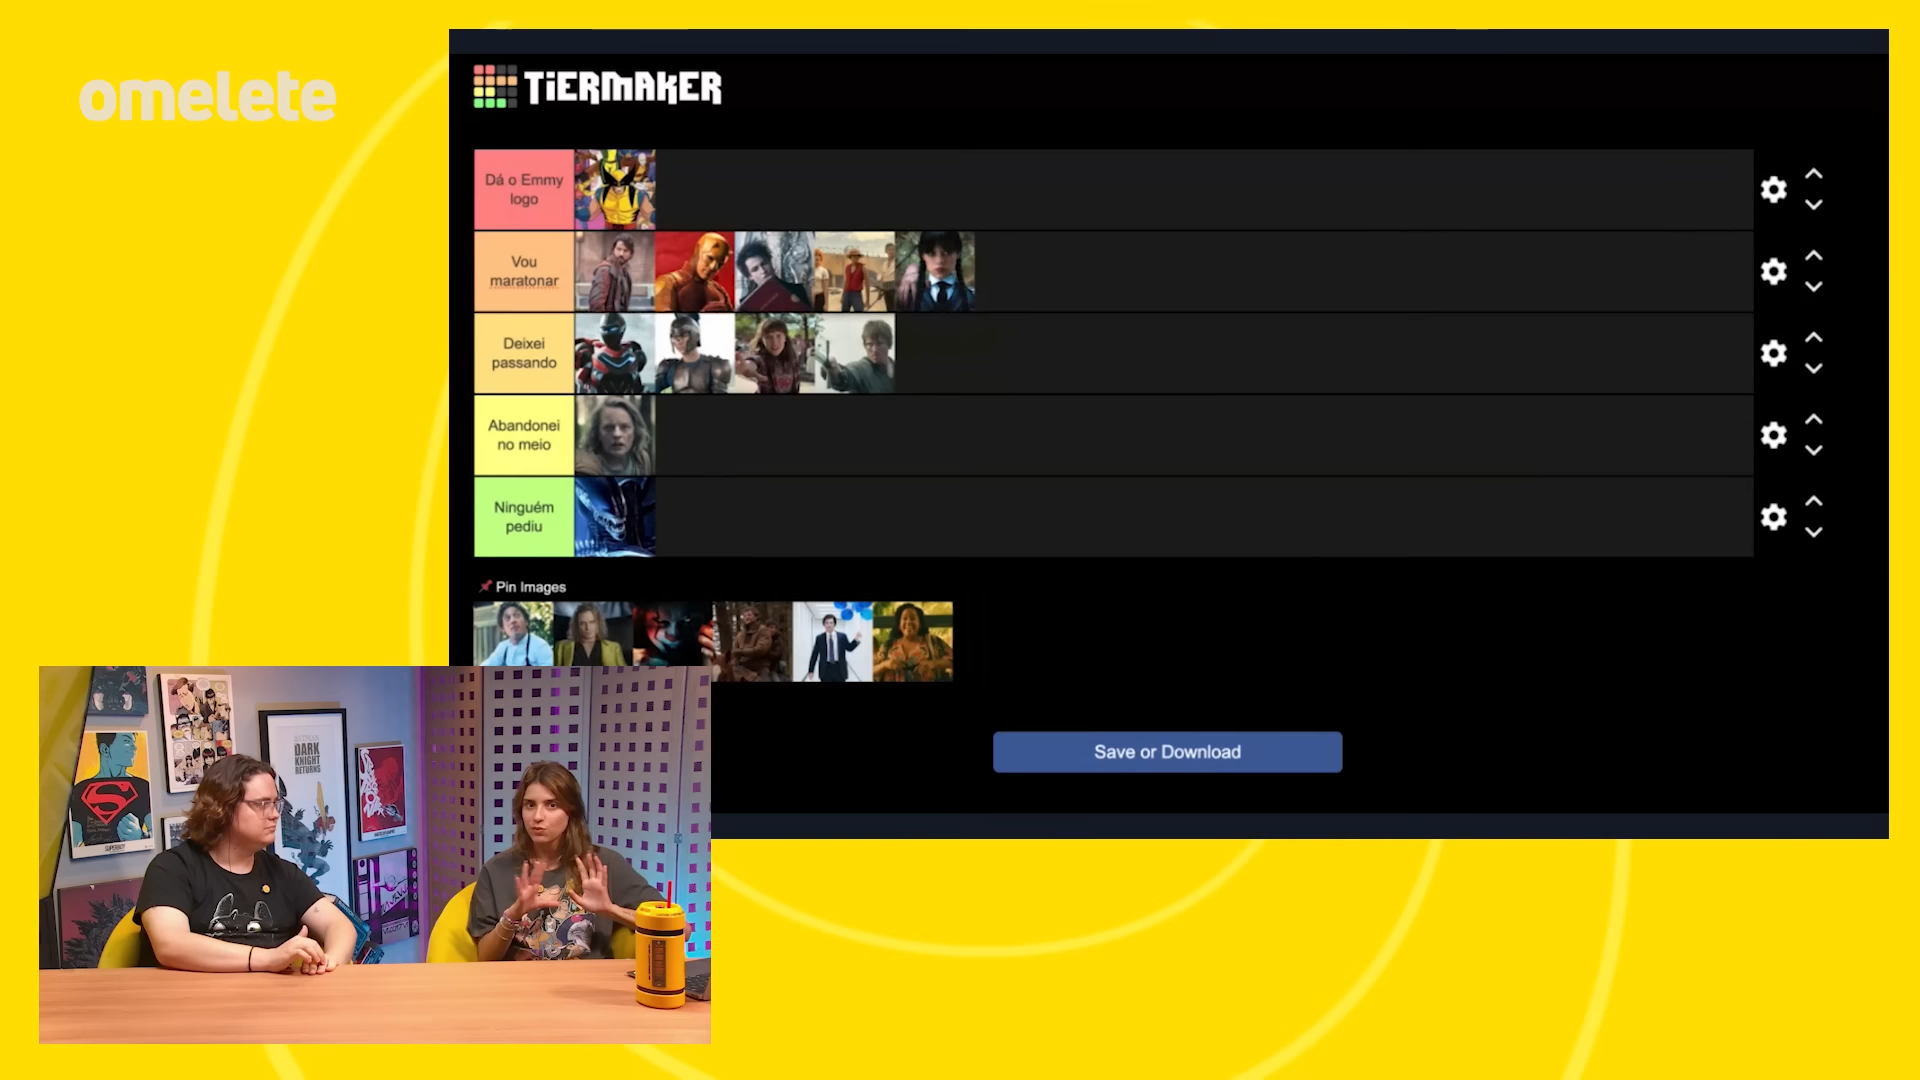 omelete
TiERMAKER
Dá o Emmy
logo
Vou
maratonar
Deixei
passando
Abandonei
no meio
Ninguém
pediu
Pin Images
Save or Download
DARK
KNIGHT
RETURNS
SUPERBOY